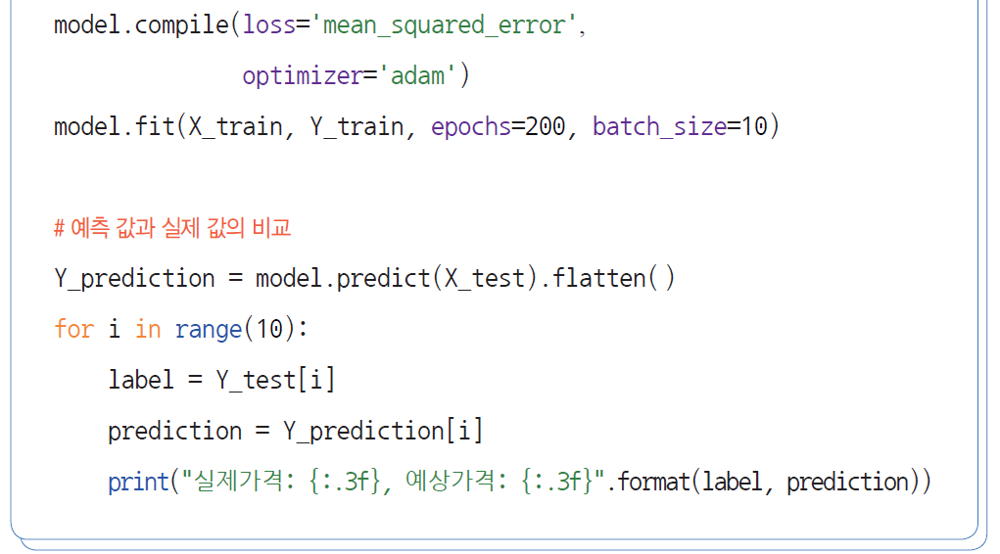 model.compile(loss='mean_squared_error',
              optimizer='adam')
model.fit(X_train, Y_train, epochs=200, batch_size=10)
# 예측 값과 실제 값의 비교
Y_prediction = model.predict(X_test).flatten()
for i in range(10):
    label = Y_test[i]
    prediction = Y_prediction[i]
    print("실제가격: {:.3f}, 예상가격: {:.3f}".format(label, prediction))